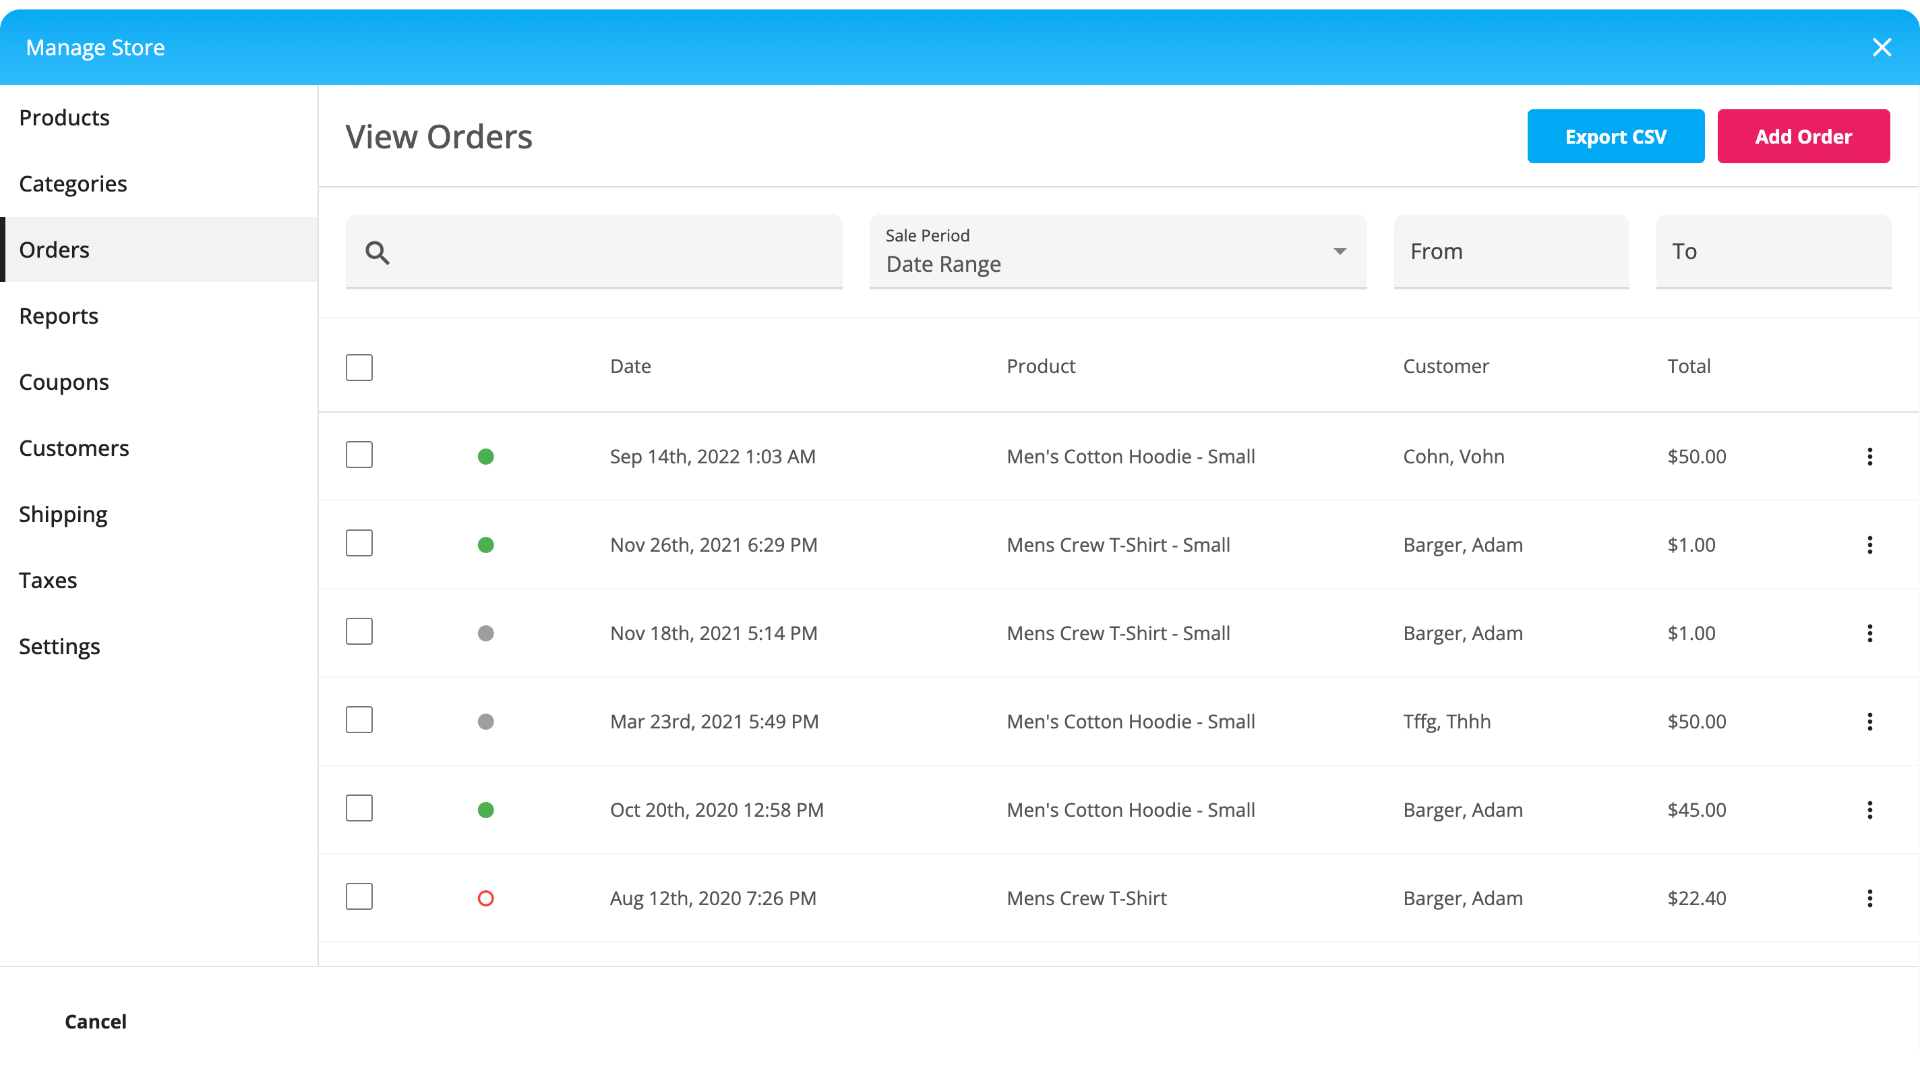 Manage Store
Products
Categories
Orders
Reports
Coupons
Customers
Shipping
Taxes
Settings
View Orders
Export CSV
Add Order
Sale Period
Date Range
From
To
Date Product Customer Total
Sep 14th, 2022 1:03 AM Men's Cotton Hoodie - Small Cohn, Vohn $50.00
Nov 26th, 2021 6:29 PM Mens Crew T-Shirt - Small Barger, Adam $1.00
Nov 18th, 2021 5:14 PM Mens Crew T-Shirt - Small Barger, Adam $1.00
Mar 23rd, 2021 5:49 PM Men's Cotton Hoodie - Small Tffg, Thhh $50.00
Oct 20th, 2020 12:58 PM Men's Cotton Hoodie - Small Barger, Adam $45.00
Aug 12th, 2020 7:26 PM Mens Crew T-Shirt Barger, Adam $22.40
Cancel